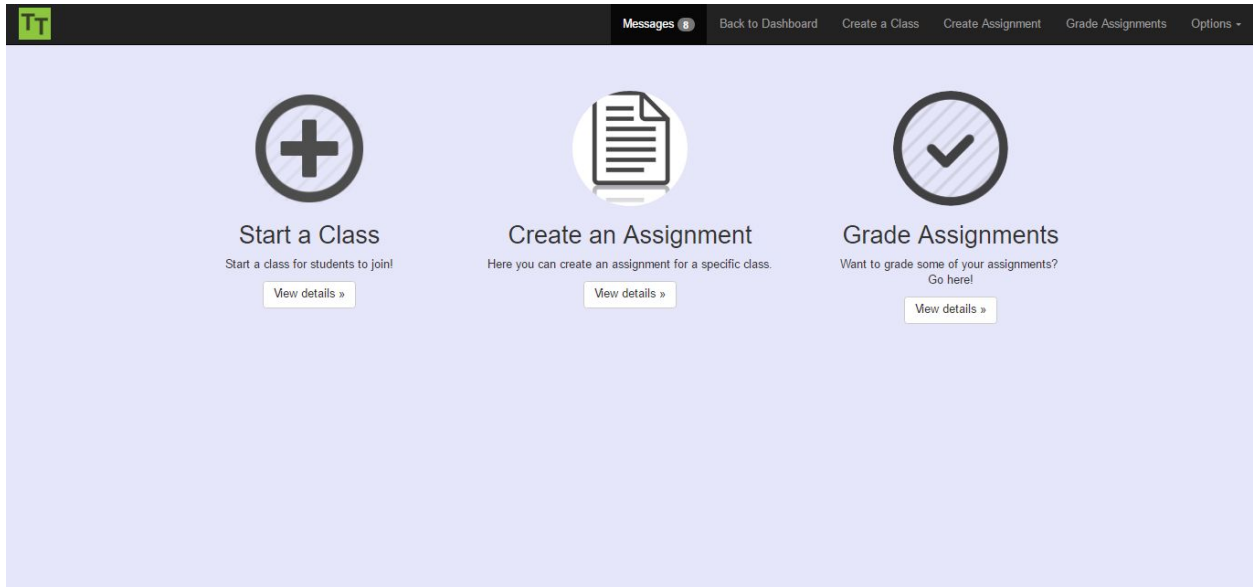 TT
Messages 8 Back to Dashboard Create a Class Create Assignment Grade Assignments Options
Start a Class
Start a class for students to join!
View details »
Create an Assignment
Here you can create an assignment for a specific class.
View details »
Grade Assignments
Want to grade some of your assignments?
Go here!
View details »